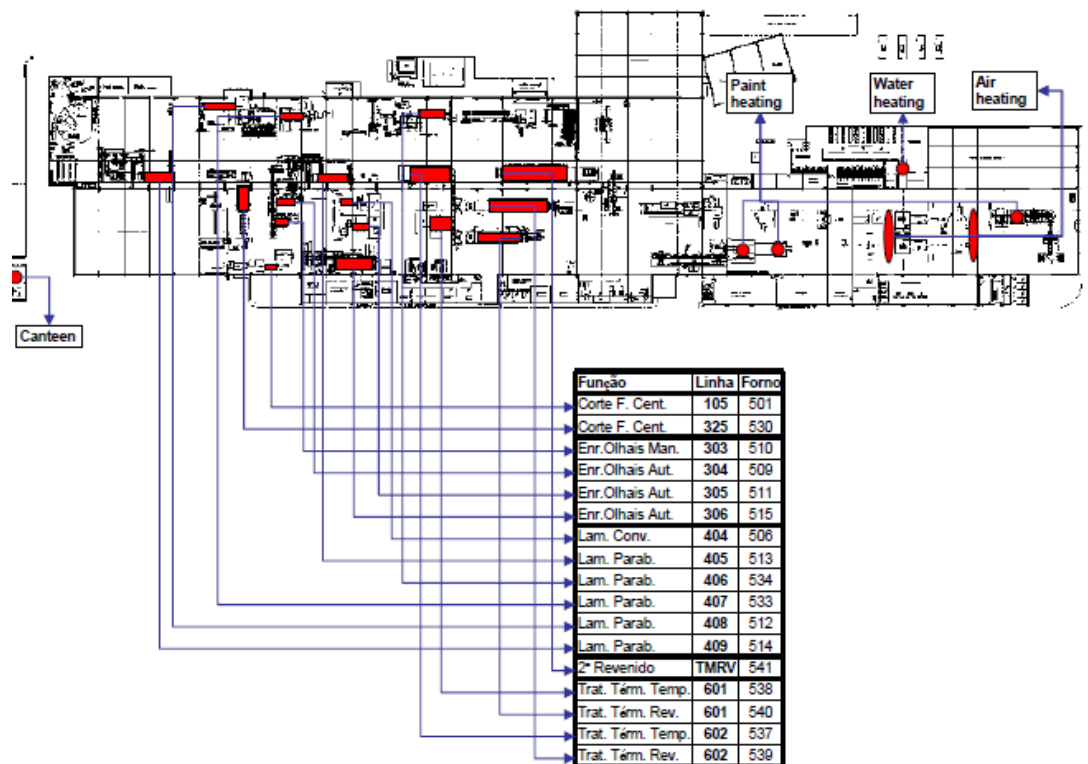 Paint heating
Water heating
Air heating
Canteen
Função Linha Forno
Corte F. Cent. 105 501
Corte F. Cent. 325 530
Enr.Olhais Man. 303 510
Enr.Olhais Aut. 304 509
Enr.Olhais Aut. 305 511
Enr.Olhais Aut. 306 515
Lam. Conv. 404 506
Lam. Parab. 405 513
Lam. Parab. 406 534
Lam. Parab. 407 533
Lam. Parab. 408 512
Lam. Parab. 409 514
2ª Revenido TMRV 541
Trat. Térm. Temp. 601 538
Trat. Térm. Rev. 601 540
Trat. Térm. Temp. 602 537
Trat. Térm. Rev. 602 539